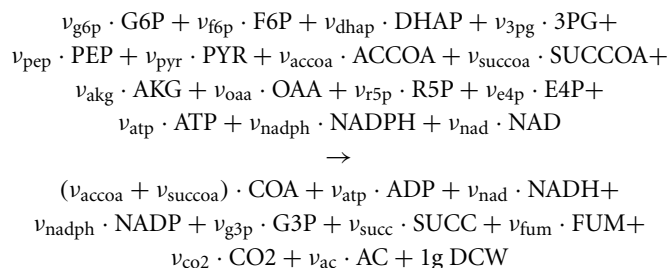 ν_g6p · G6P + ν_f6p · F6P + ν_dhap · DHAP + ν_3pg · 3PG+
ν_pep · PEP + ν_pyr · PYR + ν_accoa · ACCOA + ν_succoa · SUCCOA+
ν_akg · AKG + ν_oaa · OAA + ν_r5p · R5P + ν_e4p · E4P+
ν_atp · ATP + ν_nadph · NADPH + ν_nad · NAD
→
(ν_accoa + ν_succoa) · COA + ν_atp · ADP + ν_nad · NADH+
ν_nadph · NADP + ν_g3p · G3P + ν_succ · SUCC + ν_fum · FUM+
ν_co2 · CO2 + ν_ac · AC + 1g DCW